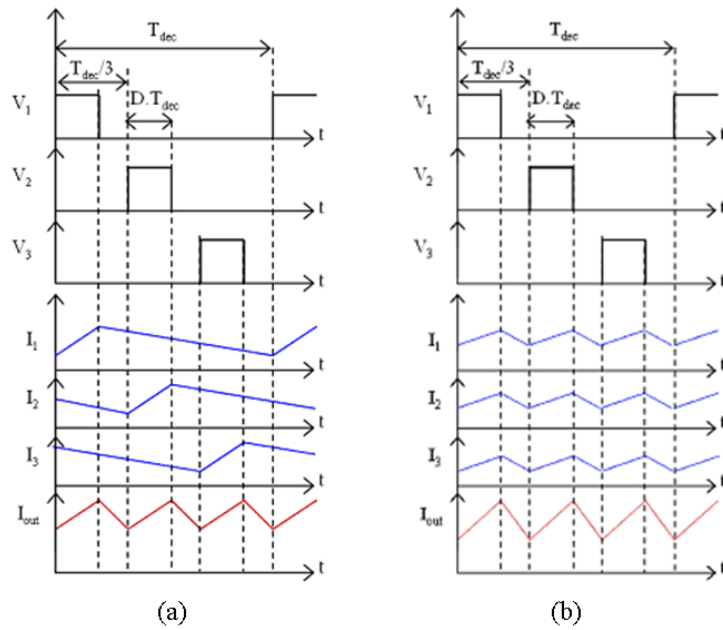 T_dec
T_dec/3
V_1
D.T_dec
t
V_2
t
V_3
t
I_1
t
I_2
t
I_3
t
I_out
t
(a)
T_dec
T_dec/3
V_1
D.T_dec
t
V_2
t
V_3
t
I_1
t
I_2
t
I_3
t
I_out
t
(b)